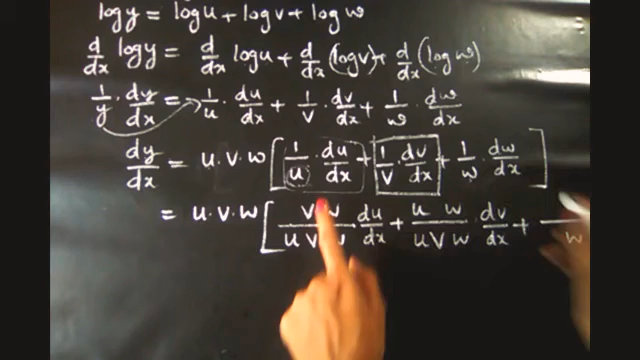 log y = log u + log v + log w
d/dx log y = d/dx log u + d/dx (log v) + d/dx (log w)
1/y · dy/dx = 1/u · du/dx + 1/v · dv/dx + 1/w · dw/dx
dy/dx = u·v·w [ 1/u · du/dx + 1/v · dv/dx + 1/w · dw/dx ]
= u·v·w [ v w/u v w · du/dx + u w/u v w · dv/dx + /w